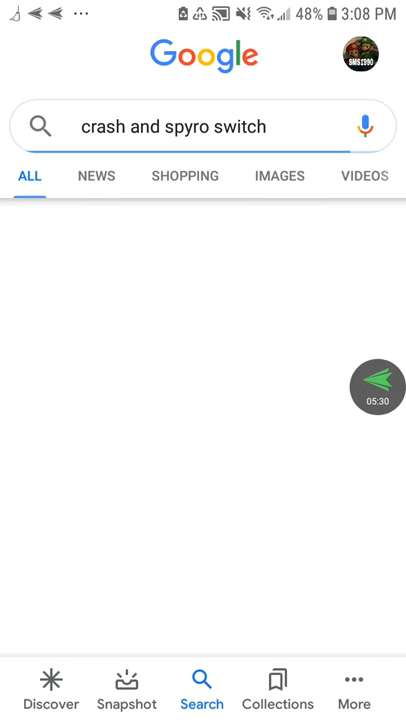 48% 3:08 PM
Google
SMS1990
crash and spyro switch
ALL NEWS SHOPPING IMAGES VIDEOS
05:30
Discover Snapshot Search Collections More